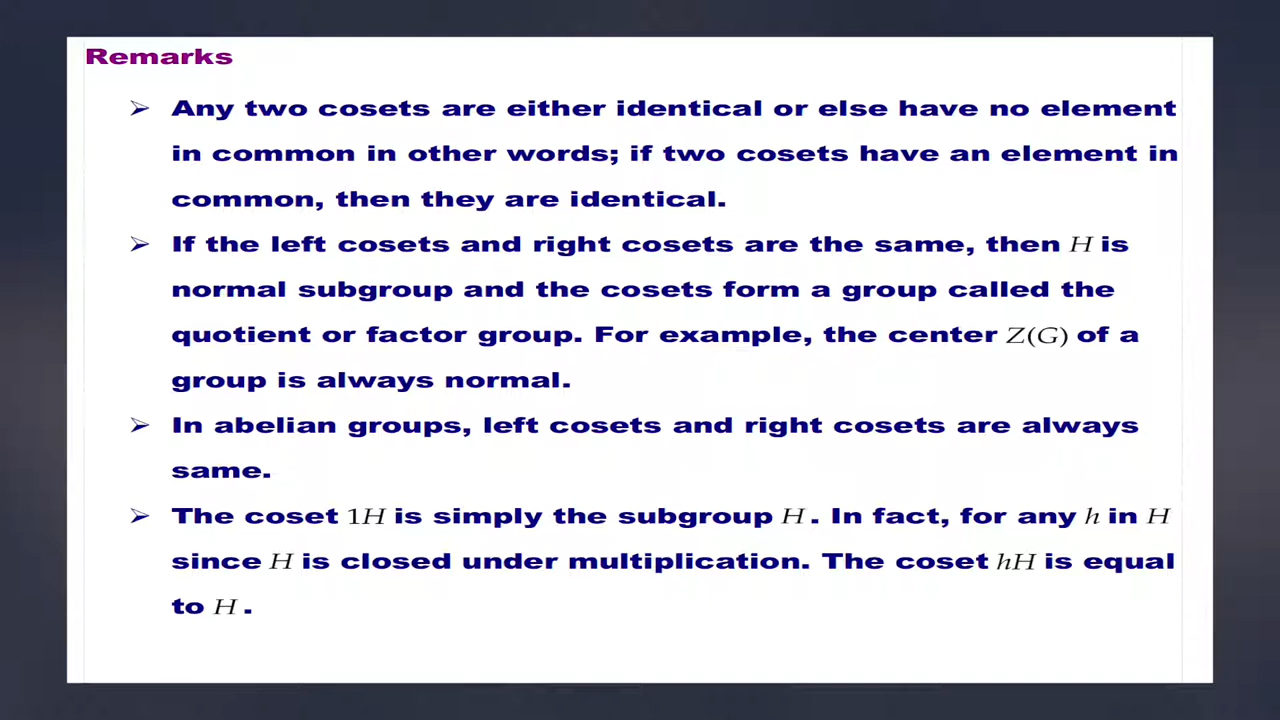 Remarks
➢ Any two cosets are either identical or else have no element
in common in other words; if two cosets have an element in
common, then they are identical.
➢ If the left cosets and right cosets are the same, then H is
normal subgroup and the cosets form a group called the
quotient or factor group. For example, the center Z(G) of a
group is always normal.
➢ In abelian groups, left cosets and right cosets are always
same.
➢ The coset 1H is simply the subgroup H. In fact, for any h in H
since H is closed under multiplication. The coset hH is equal
to H.